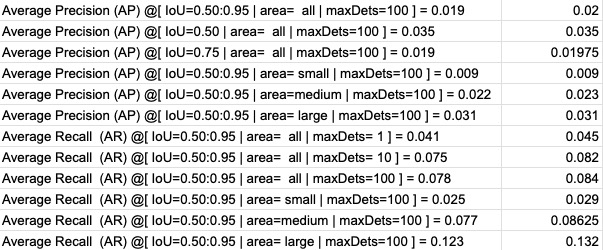 Average Precision (AP) @[ IoU=0.50:0.95 | area= all | maxDets=100 ] = 0.019 0.02
Average Precision (AP) @[ IoU=0.50 | area= all | maxDets=100 ] = 0.035 0.035
Average Precision (AP) @[ IoU=0.75 | area= all | maxDets=100 ] = 0.019 0.01975
Average Precision (AP) @[ IoU=0.50:0.95 | area= small | maxDets=100 ] = 0.009 0.009
Average Precision (AP) @[ IoU=0.50:0.95 | area=medium | maxDets=100 ] = 0.022 0.023
Average Precision (AP) @[ IoU=0.50:0.95 | area= large | maxDets=100 ] = 0.031 0.031
Average Recall (AR) @[ IoU=0.50:0.95 | area= all | maxDets= 1 ] = 0.041 0.045
Average Recall (AR) @[ IoU=0.50:0.95 | area= all | maxDets= 10 ] = 0.075 0.082
Average Recall (AR) @[ IoU=0.50:0.95 | area= all | maxDets=100 ] = 0.078 0.084
Average Recall (AR) @[ IoU=0.50:0.95 | area= small | maxDets=100 ] = 0.025 0.029
Average Recall (AR) @[ IoU=0.50:0.95 | area=medium | maxDets=100 ] = 0.077 0.08625
Average Recall (AR) @[ IoU=0.50:0.95 | area= large | maxDets=100 ] = 0.123 0.132